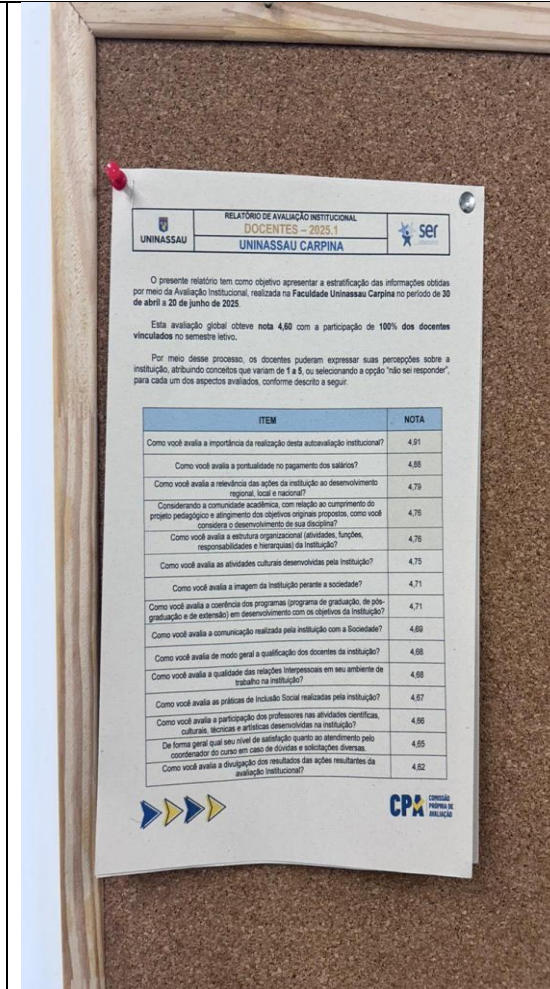 UNINASSAU
RELATÓRIO DE AVALIAÇÃO INSTITUCIONAL
DOCENTES – 2025.1
UNINASSAU CARPINA
ser
O presente relatório tem como objetivo apresentar a estratificação das informações obtidas
por meio da Avaliação Institucional, realizada na Faculdade Uninassau Carpina no período de 30
de abril a 20 de junho de 2025.
Esta avaliação global obteve nota 4,60 com a participação de 100% dos docentes
vinculados no semestre letivo.
Por meio desse processo, os docentes puderam expressar suas percepções sobre a
instituição, atribuindo conceitos que variam de 1 a 5, ou selecionando a opção "não sei responder",
para cada um dos aspectos avaliados, conforme descrito a seguir.
ITEM NOTA
Como você avalia a importância da realização desta autoavaliação institucional? 4,91
Como você avalia a pontualidade no pagamento dos salários?
Como você avalia a relevância das ações da instituição ao desenvolvimento
regional, local e nacional? 4,79
Considerando a comunidade acadêmica, com relação ao cumprimento do
projeto pedagógico e atingimento dos objetivos originais propostos, como você
considera o desenvolvimento de sua disciplina? 4,76
Como você avalia a estrutura organizacional (atividades, funções,
responsabilidades e hierarquias) da Instituição? 4,76
Como você avalia as atividades culturais desenvolvidas pela Instituição? 4,75
Como você avalia a imagem da Instituição perante a sociedade? 4,71
Como você avalia a coerência dos programas (programa de graduação, de pós-
graduação e de extensão) em desenvolvimento com os objetivos da Instituição? 4,71
Como você avalia a comunicação realizada pela instituição com a Sociedade? 4,69
Como você avalia de modo geral a qualificação dos docentes da instituição? 4,68
Como você avalia a qualidade das relações Interpessoais em seu ambiente de
trabalho na instituição? 4,68
Como você avalia as práticas de Inclusão Social realizadas pela instituição? 4,67
Como você avalia a participação dos professores nas atividades científicas,
culturais, técnicas e artísticas desenvolvidas na instituição? 4,66
De forma geral qual seu nível de satisfação quanto ao atendimento pelo
coordenador do curso em caso de dúvidas e solicitações diversas. 4,65
Como você avalia a divulgação dos resultados das ações resultantes da
avaliação Institucional? 4,62
CPA COMISSÃO
PRÓPRIA DE
AVALIAÇÃO